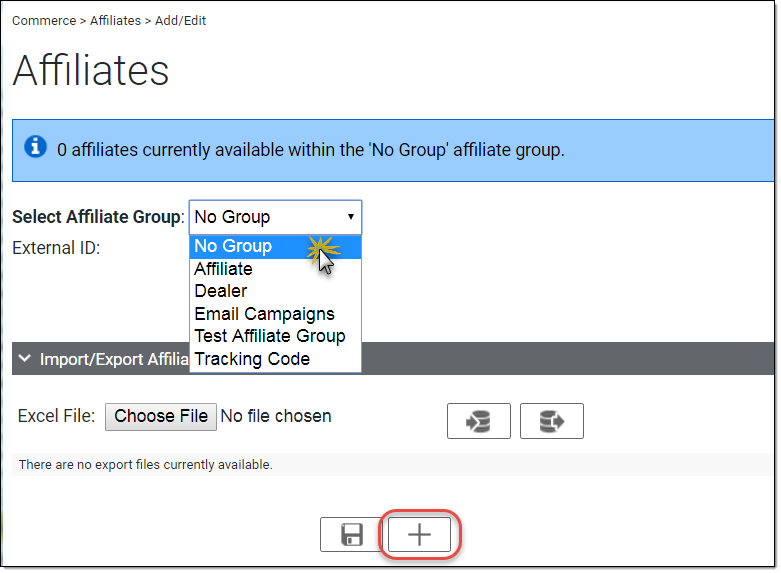 Commerce > Affiliates > Add/Edit
Affiliates
0 affiliates currently available within the 'No Group' affiliate group.
Select Affiliate Group: No Group
External ID:
No Group
Affiliate
Dealer
Email Campaigns
Test Affiliate Group
Tracking Code
Import/Export Affilia
Excel File: Choose File No file chosen
There are no export files currently available.